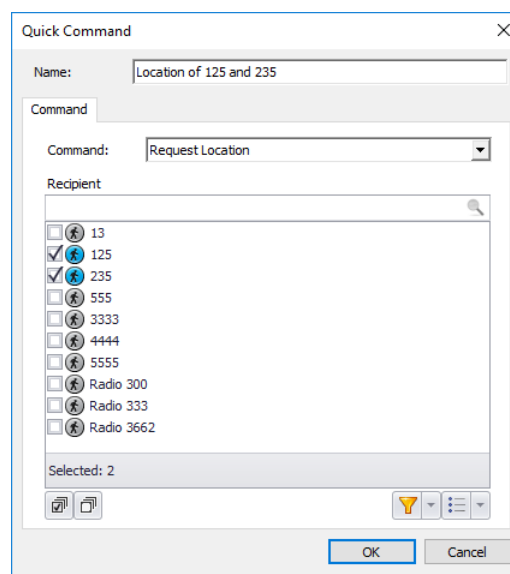 Quick Command
Name: Location of 125 and 235
Command
Command: Request Location
Recipient
13
125
235
555
3333
4444
5555
Radio 300
Radio 333
Radio 3662
Selected: 2
OK Cancel